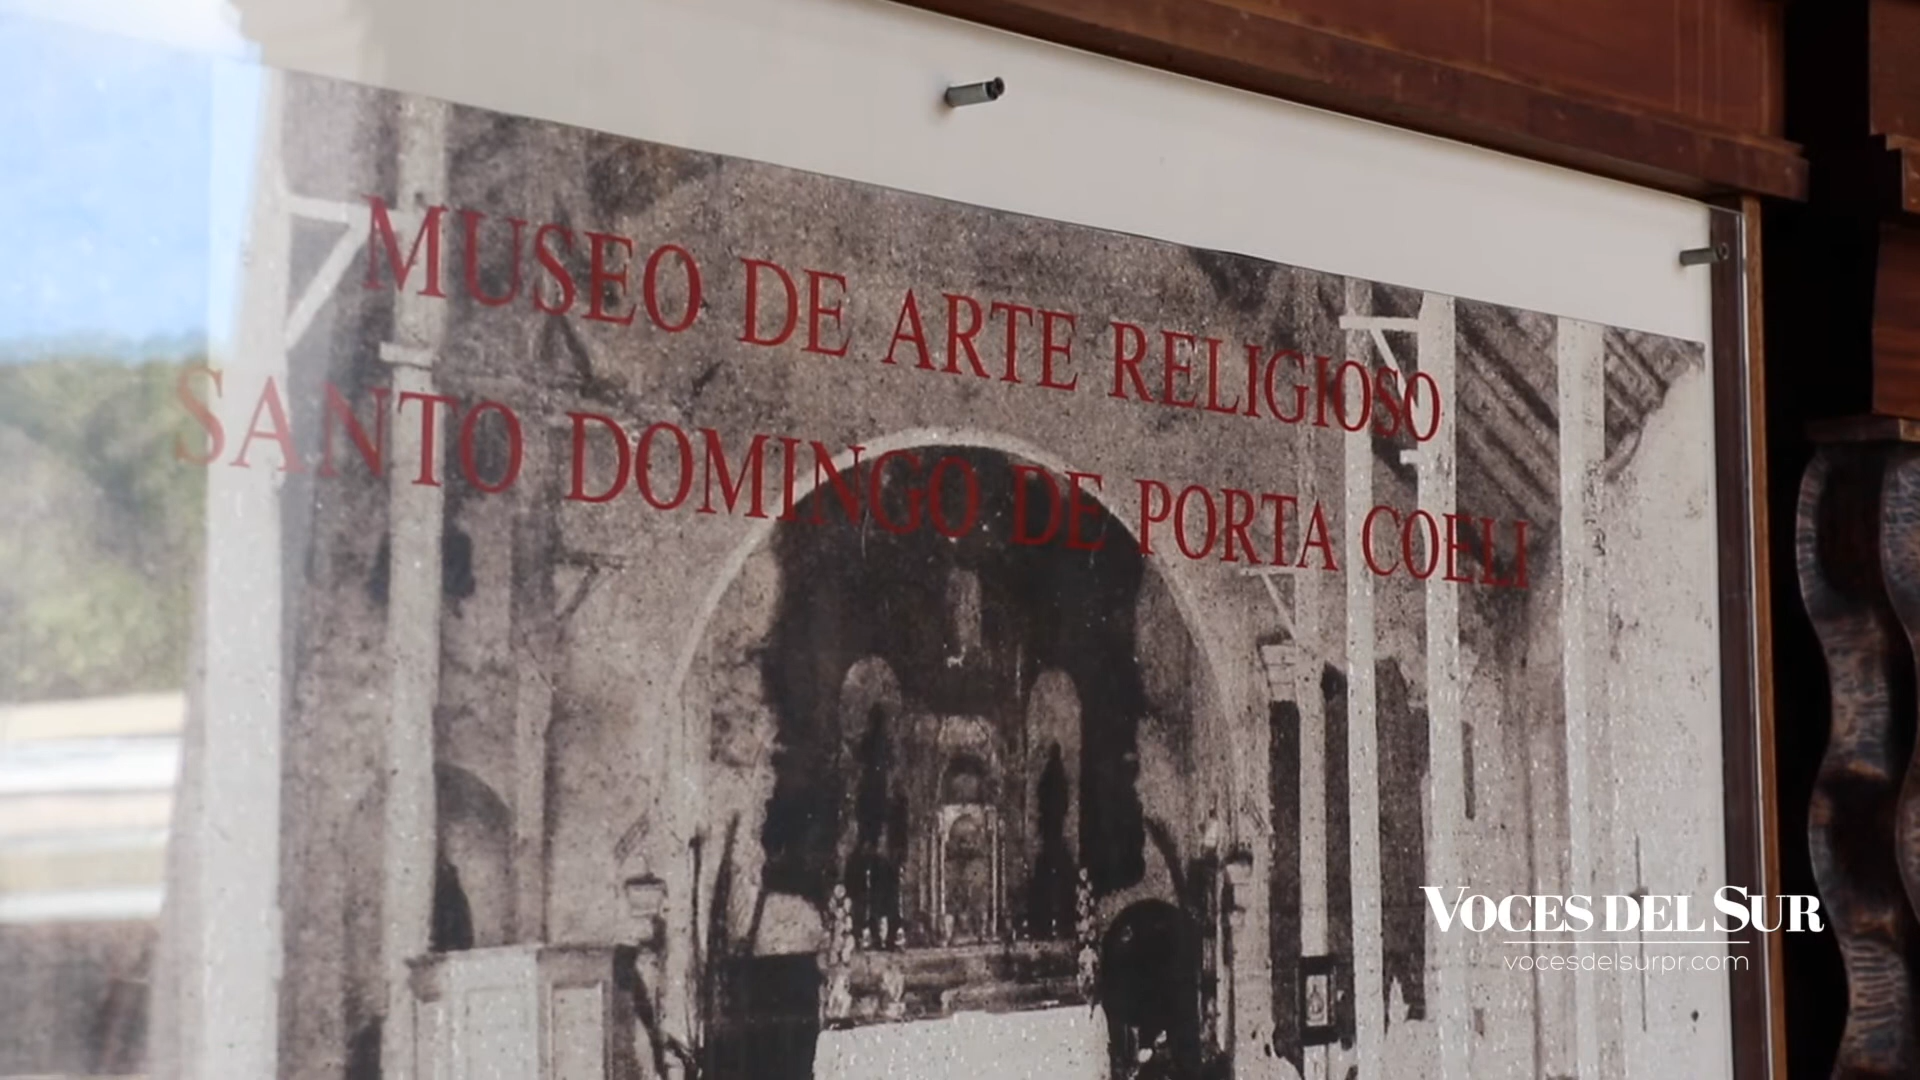 MUSEO DE ARTE RELIGIOSO
SANTO DOMINGO DE PORTA COELI
VOCES DEL SUR
vocesdelsurpr.com